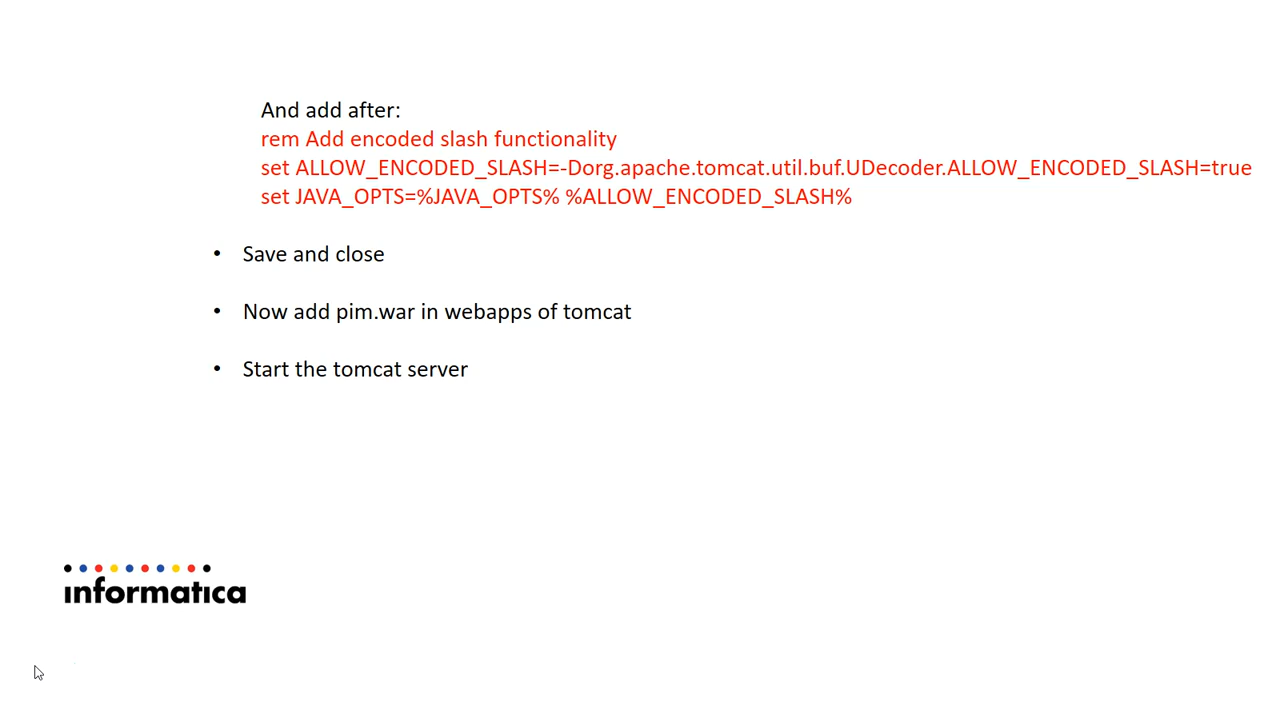 And add after:
rem Add encoded slash functionality
set ALLOW_ENCODED_SLASH=-Dorg.apache.tomcat.util.buf.UDecoder.ALLOW_ENCODED_SLASH=true
set JAVA_OPTS=%JAVA_OPTS% %ALLOW_ENCODED_SLASH%
• Save and close
• Now add pim.war in webapps of tomcat
• Start the tomcat server
informatica